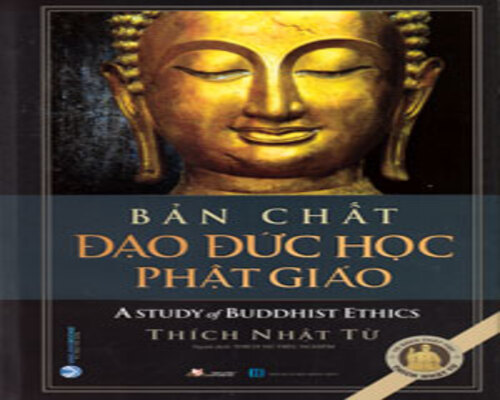 BẢN CHẤT
ĐẠO ĐỨC HỌC
PHẬT GIÁO
A STUDY of BUDDHIST ETHICS
THÍCH NHẬT TỪ